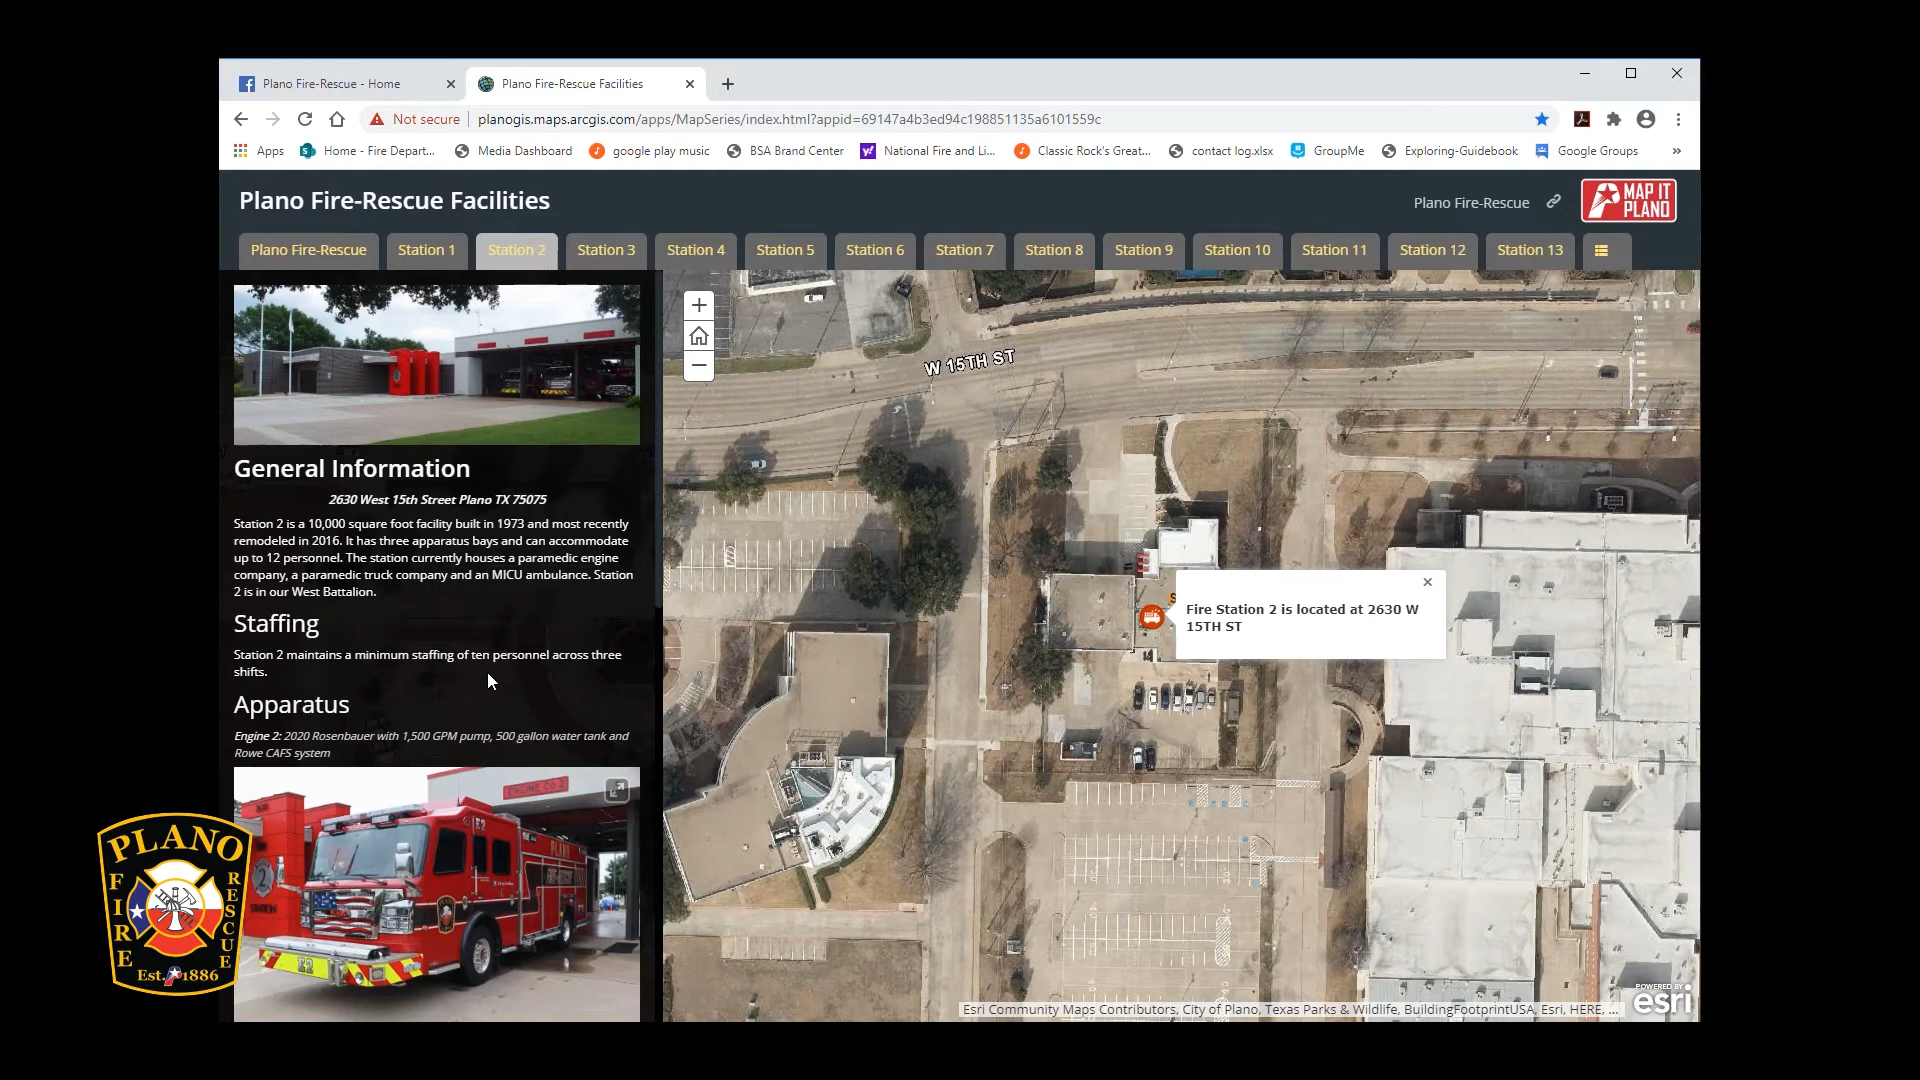 Plano Fire-Rescue - Home
Plano Fire-Rescue Facilities
Not secure
planogis.maps.arcgis.com/apps/MapSeries/index.html?appid=69147a4b3ed94c198851135a6101559c
Apps
Home - Fire Depart...
Media Dashboard
google play music
BSA Brand Center
National Fire and Li...
Classic Rock's Great...
contact log.xlsx
GroupMe
Exploring-Guidebook
Google Groups
»
Plano Fire-Rescue Facilities
Plano Fire-Rescue
MAP IT
PLANO
Plano Fire-Rescue
Station 1
Station 2
Station 3
Station 4
Station 5
Station 6
Station 7
Station 8
Station 9
Station 10
Station 11
Station 12
Station 13
W 15TH ST
General Information
2630 West 15th Street Plano TX 75075
Station 2 is a 10,000 square foot facility built in 1973 and most recently
remodeled in 2016. It has three apparatus bays and can accommodate
up to 12 personnel. The station currently houses a paramedic engine
company, a paramedic truck company and an MICU ambulance. Station
2 is in our West Battalion.
Staffing
Station 2 maintains a minimum staffing of ten personnel across three
shifts.
Apparatus
Engine 2: 2020 Rosenbauer with 1,500 GPM pump, 500 gallon water tank and
Rowe CAFS system
Fire Station 2 is located at 2630 W
15TH ST
ENGINE CO 2
E2
PLANO
E2
PLANO
FIRE
RESCUE
Est. 1886
Esri Community Maps Contributors, City of Plano, Texas Parks & Wildlife, BuildingFootprintUSA, Esri, HERE, ...
POWERED BY
esri